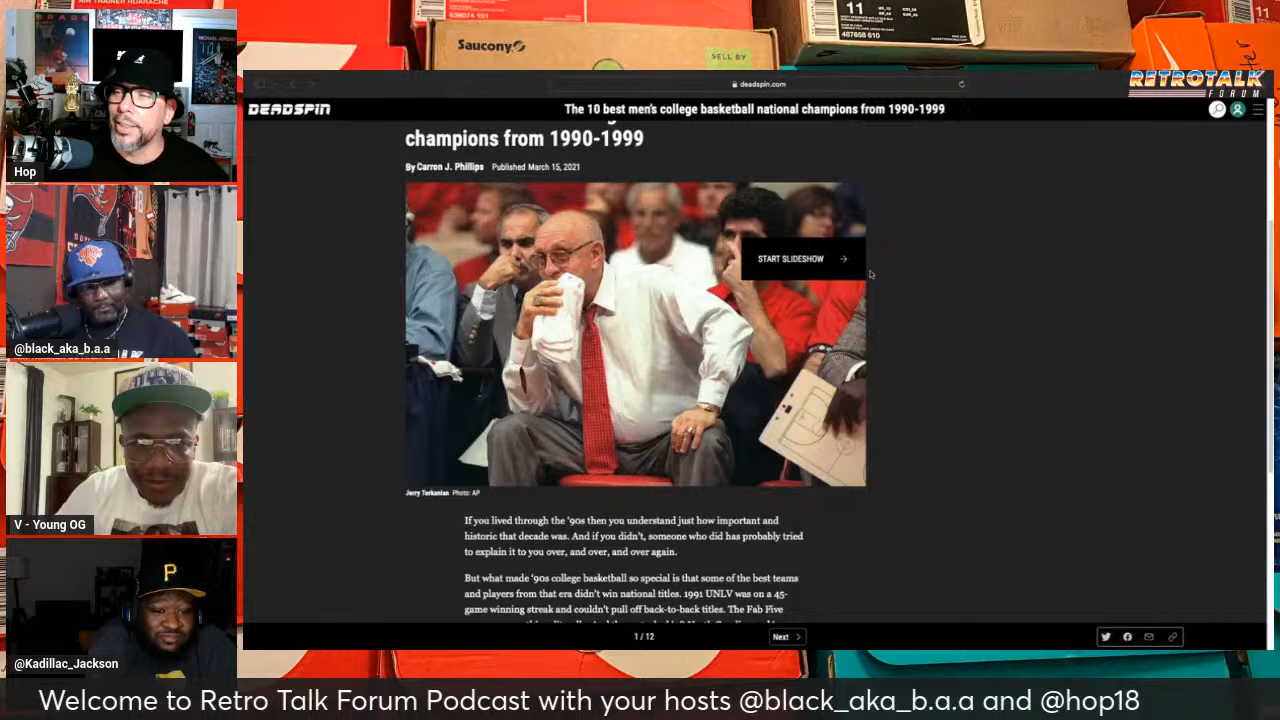 11
638074 101
Saucony
SELL BY
11
487658 610
11
RETROTALK
FORUM
deadspin.com
DEADSPIN
The 10 best men's college basketball national champions from 1990-1999
champions from 1990-1999
By Carron J. Phillips Published March 15, 2021
START SLIDESHOW
Jerry Tarkanian Photo: AP
If you lived through the '90s then you understand just how important and
historic that decade was. And if you didn't, someone who did has probably tried
to explain it to you over, and over, and over again.
But what made '90s college basketball so special is that some of the best teams
and players from that era didn't win national titles. 1991 UNLV was on a 45-
game winning streak and couldn't pull off back-to-back titles. The Fab Five
1 / 12
Next
Hop
@black_aka_b.a.a
V - Young OG
P
@Kadillac_Jackson
Welcome to Retro Talk Forum Podcast with your hosts @black_aka_b.a.a and @hop18